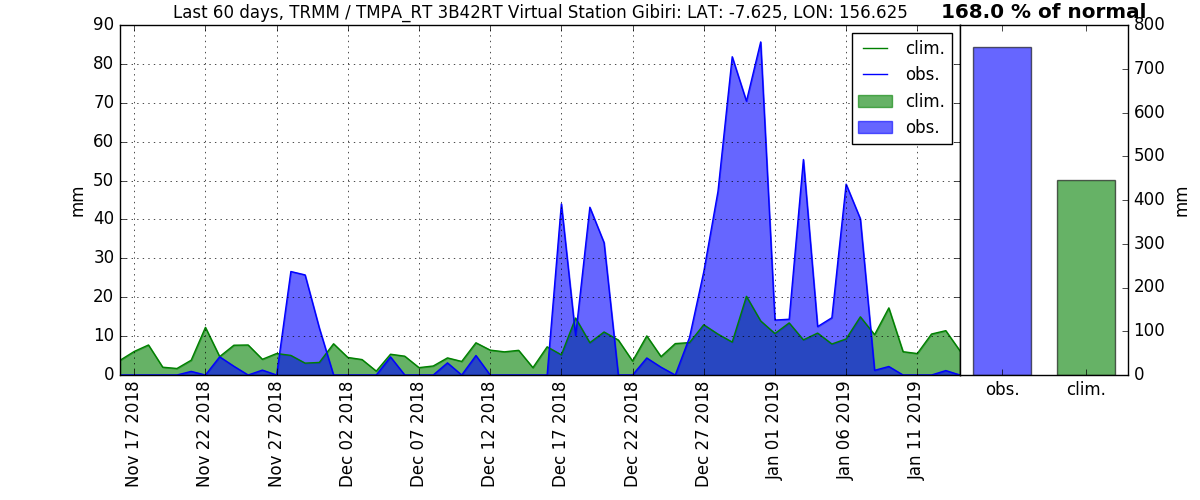 Last 60 days, TRMM / TMPA_RT 3B42RT Virtual Station Gibiri: LAT: -7.625, LON: 156.625
168.0 % of normal
90
80
70
60
50
40
30
20
10
0
mm
clim.
obs.
clim.
obs.
Nov 17 2018
Nov 22 2018
Nov 27 2018
Dec 02 2018
Dec 07 2018
Dec 12 2018
Dec 17 2018
Dec 22 2018
Dec 27 2018
Jan 01 2019
Jan 06 2019
Jan 11 2019
800
700
600
500
400
300
200
100
0
mm
obs. clim.